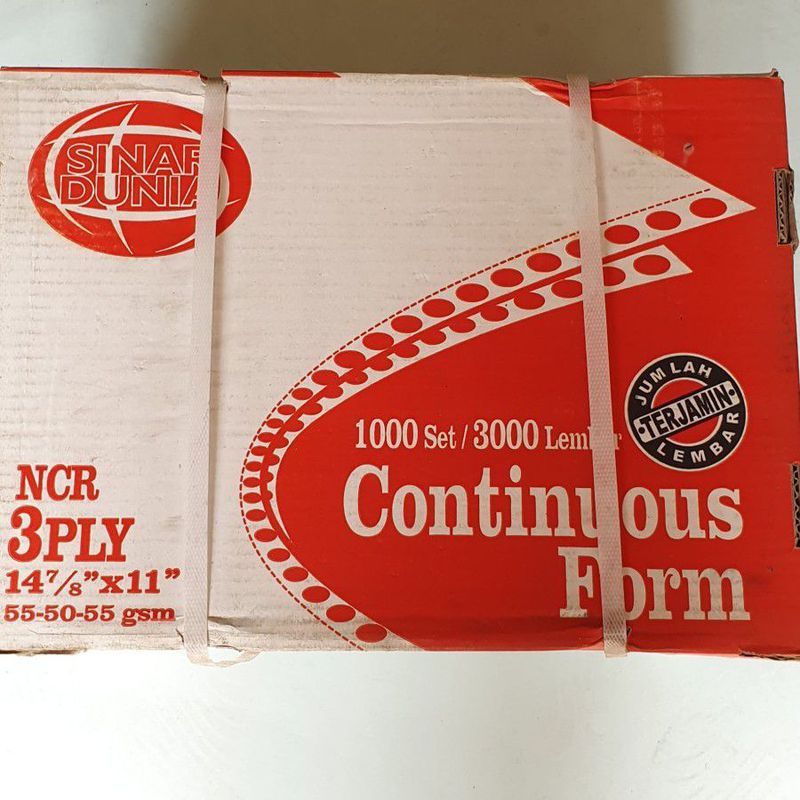 SINAR
DUNIA
1000 Set / 3000 Lembar
JUMLAH
TERJAMIN
LEMBAR
Continuous
Form
NCR
3PLY
14⅞”x11”
55-50-55 gsm